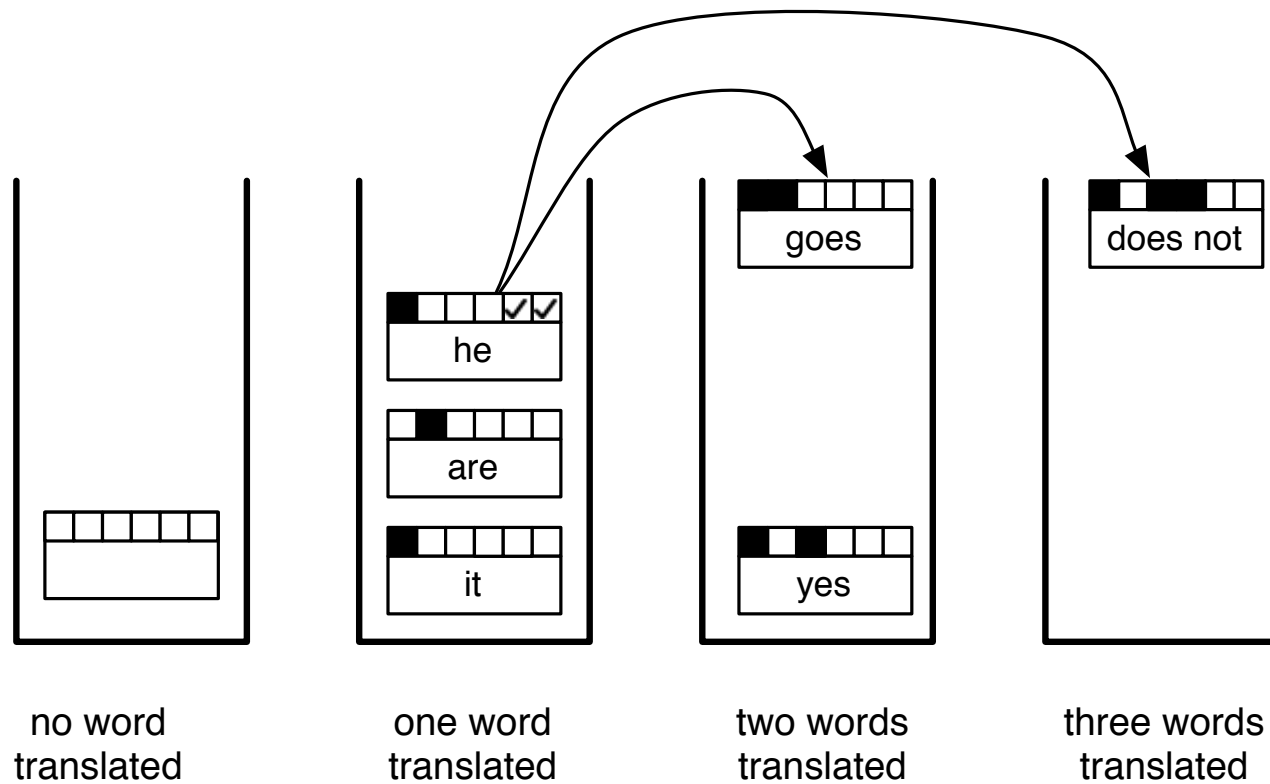 goes
does not
he
are
it
yes
no word
translated
one word
translated
two words
translated
three words
translated